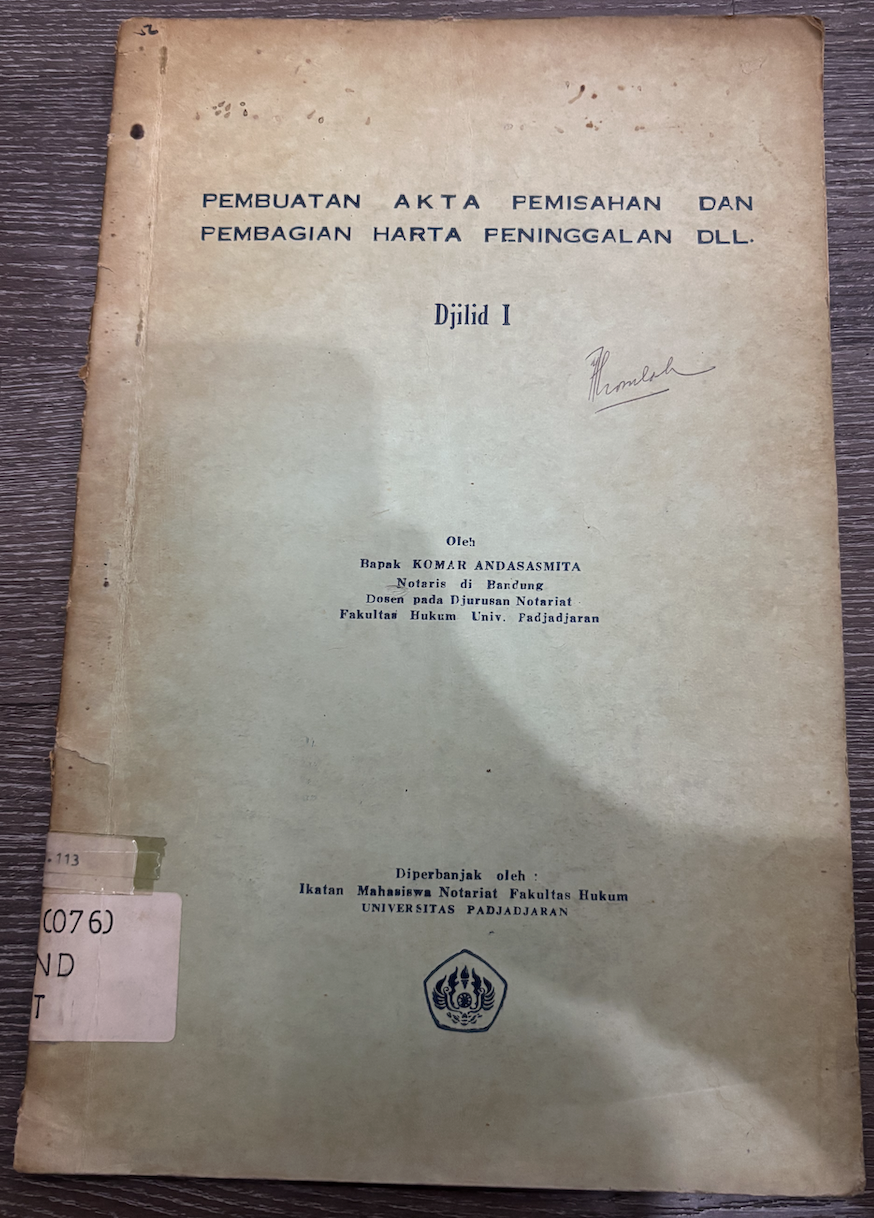 PEMBUATAN AKTA PEMISAHAN DAN
PEMBAGIAN HARTA PENINGGALAN DLL.
Djilid I
Oleh
Bapak KOMAR ANDASASMITA
Notaris di Bandung
Dosen pada Djurusan Notariat
Fakultas Hukum Univ. Padjadjaran
.113
(076)
ND
T
Diperbanjak oleh :
Ikatan Mahasiswa Notariat Fakultas Hukum
UNIVERSITAS PADJADJARAN